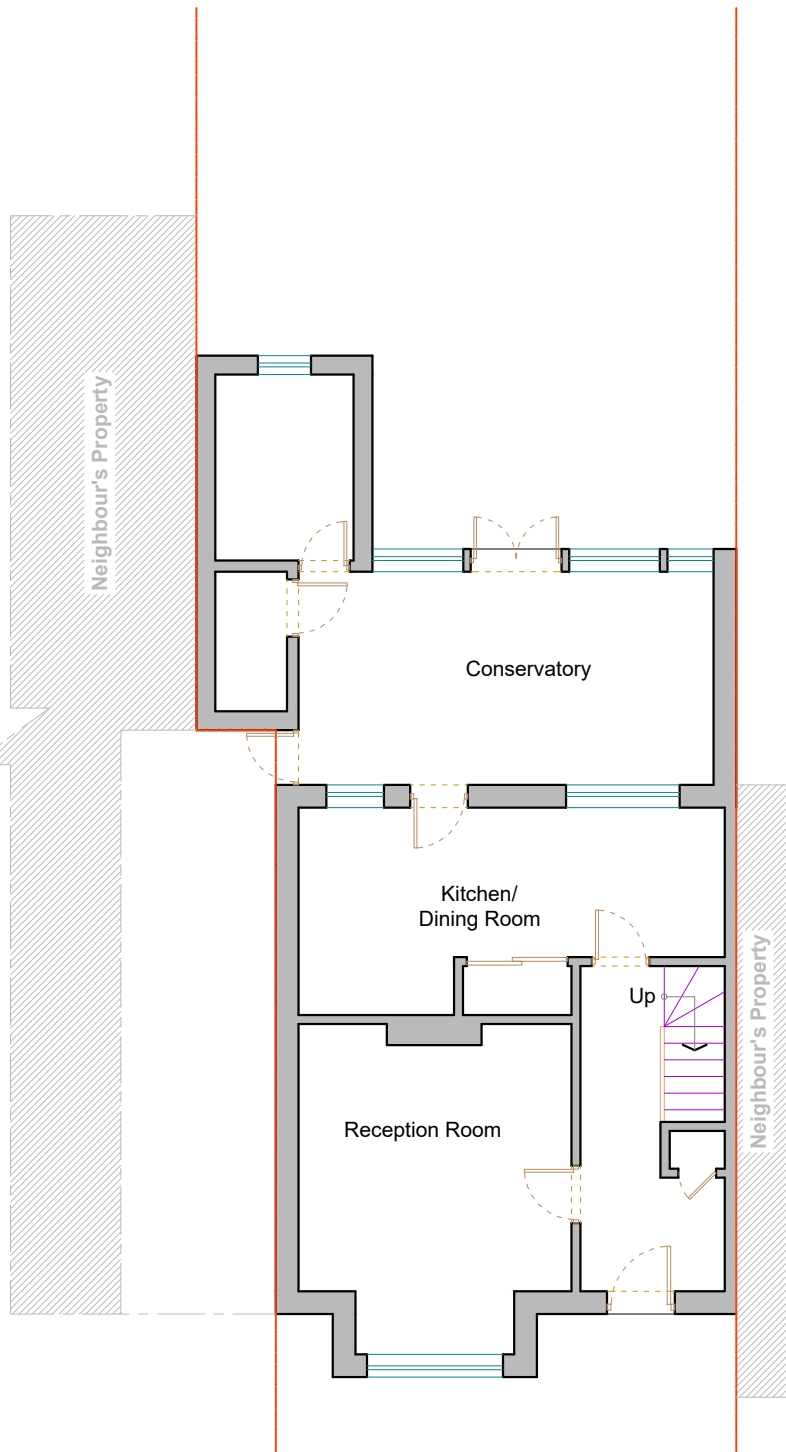 Neighbour's Property
Conservatory
Kitchen/
Dining Room
Up
Neighbour's Property
Reception Room